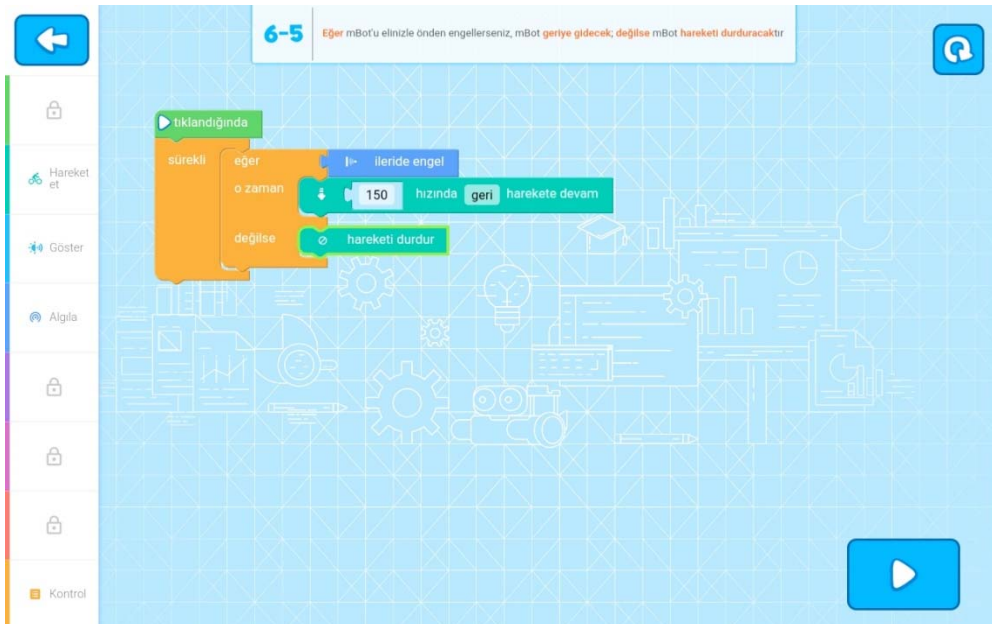 6-5
Eğer mBot'u elinizle önden engellerseniz, mBot geriye gidecek; değilse mBot hareketi durduracaktır
tıklandığında
sürekli eğer ileride engel
o zaman 150 hızında geri harekete devam
değilse hareketi durdur
Hareket
et
Göster
Algıla
Kontrol